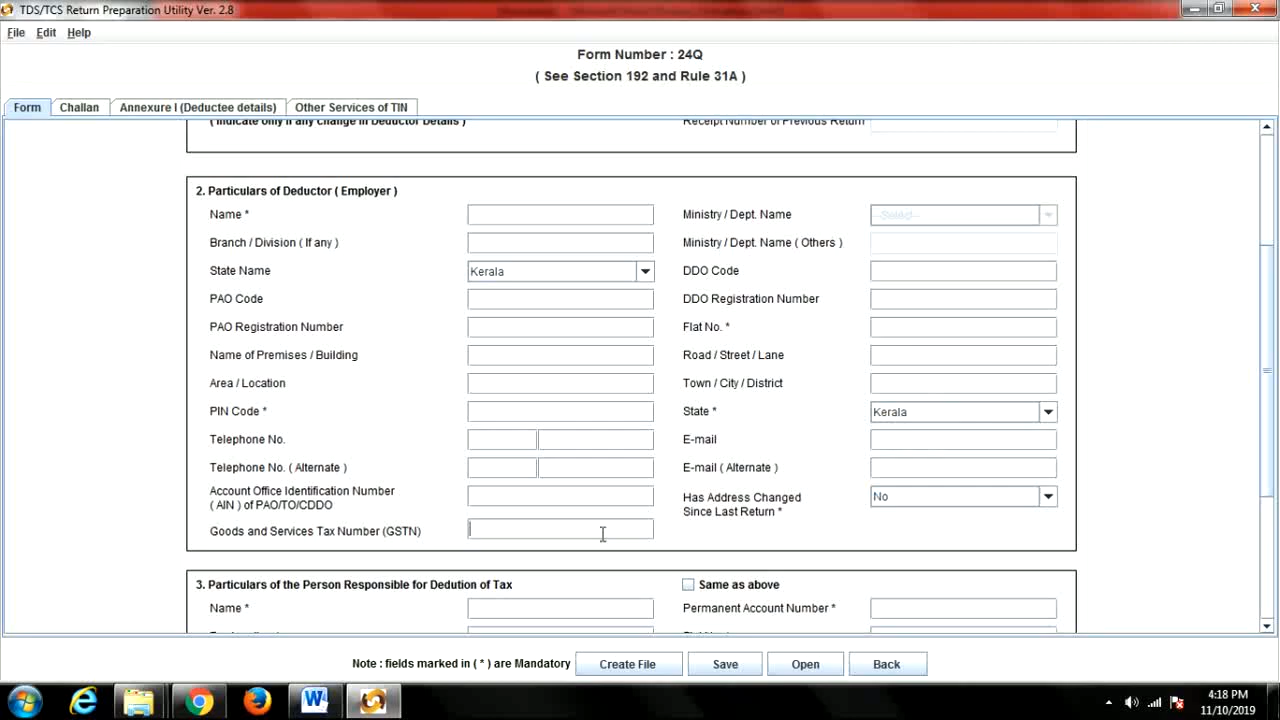 TDS/TCS Return Preparation Utility Ver. 2.8
File Edit Help
Form Number : 24Q
( See Section 192 and Rule 31A )
Form Challan Annexure I (Deductee details) Other Services of TIN
( Indicate only if any change in Deductor Details ) Receipt Number of Previous Return
2. Particulars of Deductor ( Employer )
Name * Ministry / Dept. Name --Select--
Branch / Division ( If any ) Ministry / Dept. Name ( Others )
State Name Kerala DDO Code
PAO Code DDO Registration Number
PAO Registration Number Flat No. *
Name of Premises / Building Road / Street / Lane
Area / Location Town / City / District
PIN Code * State * Kerala
Telephone No. E-mail
Telephone No. ( Alternate ) E-mail ( Alternate )
Account Office Identification Number
( AIN ) of PAO/TO/CDDO
Has Address Changed
Since Last Return *
No
Goods and Services Tax Number (GSTN)
3. Particulars of the Person Responsible for Dedution of Tax Same as above
Name * Permanent Account Number *
Note : fields marked in ( * ) are Mandatory Create File Save Open Back
4:18 PM
11/10/2019